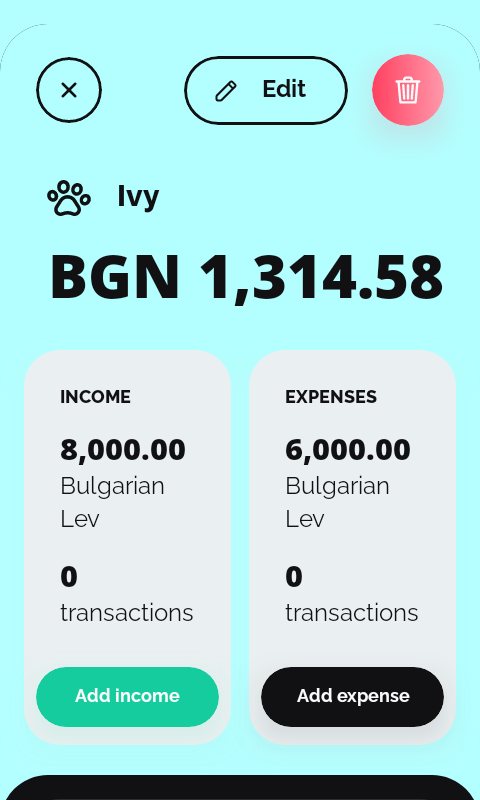 Edit
Ivy
BGN 1,314.58
INCOME
8,000.00
Bulgarian
Lev
0
transactions
Add income
EXPENSES
6,000.00
Bulgarian
Lev
0
transactions
Add expense